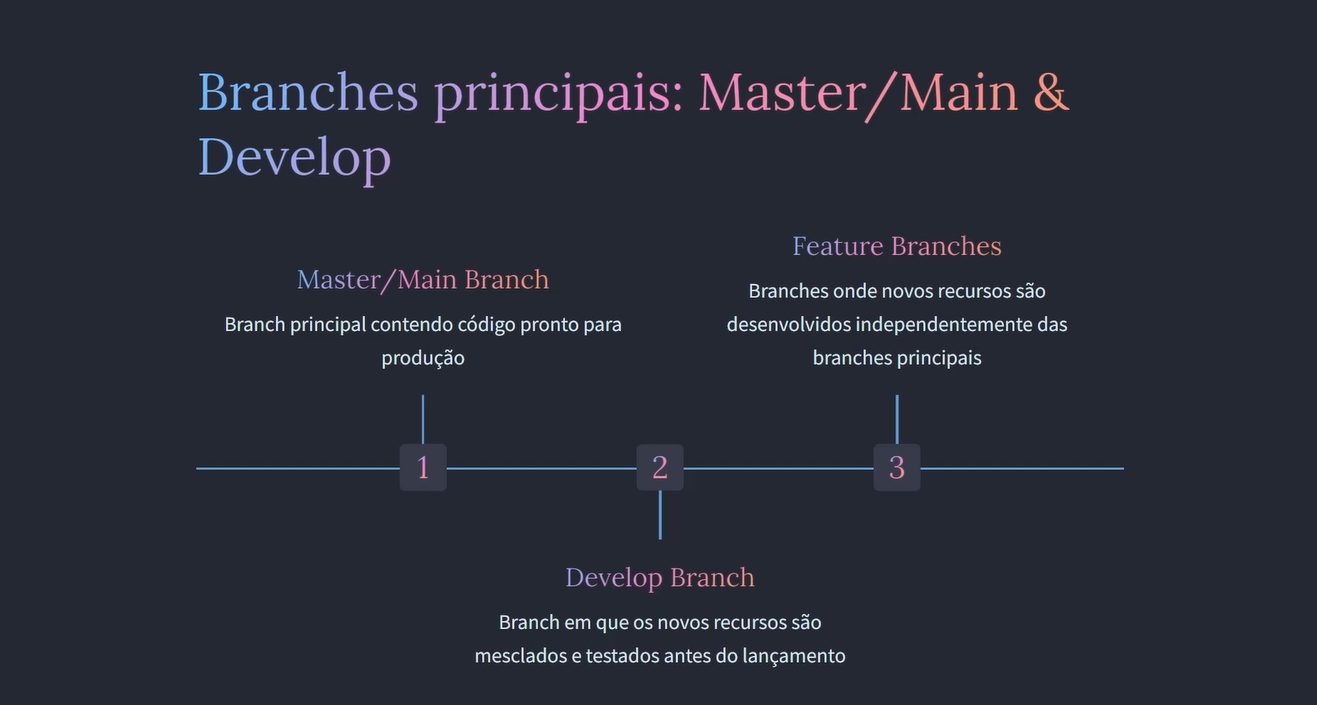 Branches principais: Master/Main &
Develop
Master/Main Branch
Branch principal contendo código pronto para
produção
1
2
Develop Branch
Branch em que os novos recursos são
mesclados e testados antes do lançamento
3
Feature Branches
Branches onde novos recursos são
desenvolvidos independentemente das
branches principais